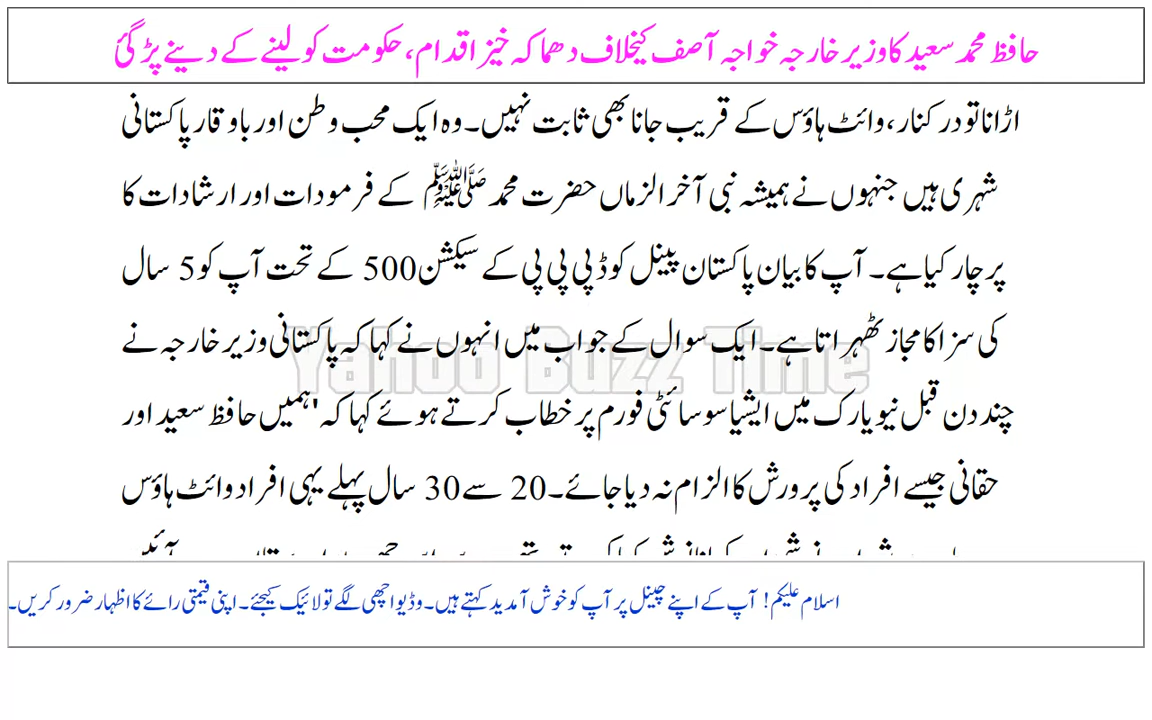 حافظ محمد سعید کا وزیر خارجہ خواجہ آصف کیخلاف دھماکہ خیز اقدام، حکومت کو لینے کے دینے پڑ گئ
اڑانا تو در کنار، وائٹ ہاؤس کے قریب جانا بھی ثابت نہیں۔ وہ ایک محب وطن اور باوقار پاکستانی
شہری ہیں جنہوں نے ہمیشہ نبی آخر الزماں حضرت محمد ﷺ کے فرمودات اور ارشادات کا
پرچار کیا ہے۔ آپ کا بیان پاکستان پینل کوڈ پی پی پی کے سیکشن 500 کے تحت آپ کو 5 سال
کی سزا کا مجاز ٹھہراتا ہے۔ ایک سوال کے جواب میں انہوں نے کہا کہ پاکستانی وزیر خارجہ نے
Yahoo Buzz Time
چند دن قبل نیویارک میں ایشیا سوسائٹی فورم پر خطاب کرتے ہوئے کہا کہ 'ہمیں حافظ سعید اور
حقانی جیسے افراد کی پرورش کا الزام نہ دیا جائے۔ 20 سے 30 سال پہلے یہی افراد وائٹ ہاؤس
اسلام علیکم! آپ کے اپنے چینل پر آپ کو خوش آمدید کہتے ہیں۔ وڈیو اچھی لگے تو لائیک کیجئے۔ اپنی قیمتی رائے کا اظہار ضرور کریں۔